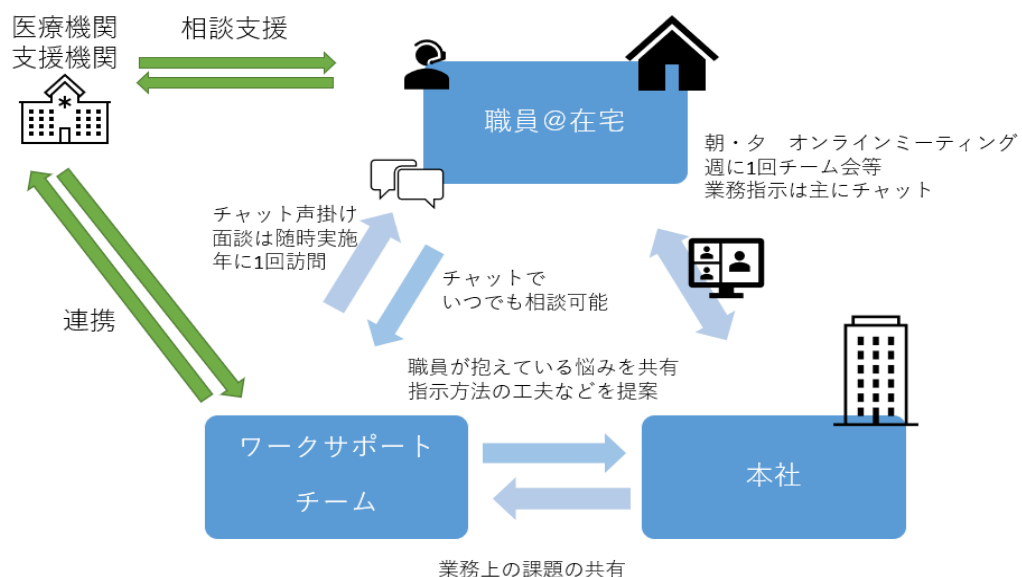 医療機関
支援機関
相談支援
職員＠在宅
朝・夕　オンラインミーティング
週に1回チーム会等
業務指示は主にチャット
チャット声掛け
面談は随時実施
年に1回訪問
チャットで
いつでも相談可能
連携
職員が抱えている悩みを共有
指示方法の工夫などを提案
ワークサポート
チーム
本社
業務上の課題の共有